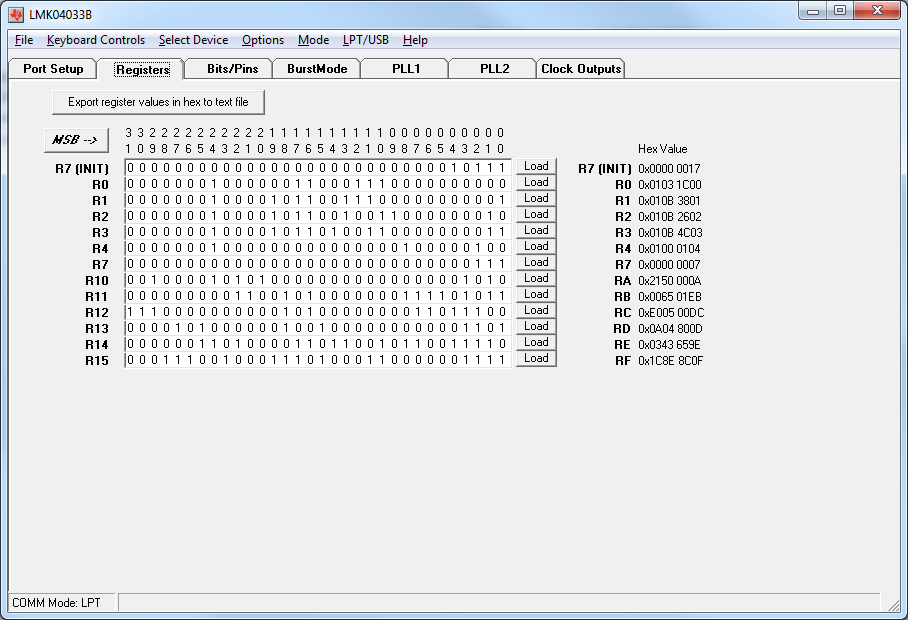 LMK04033B
File Keyboard Controls Select Device Options Mode LPT/USB Help
Port Setup Registers Bits/Pins BurstMode PLL1 PLL2 Clock Outputs
Export register values in hex to text file
3 3 2 2 2 2 2 2 2 2 2 2 1 1 1 1 1 1 1 1 1 1 0 0 0 0 0 0 0 0 0 0
MSB --> 1 0 9 8 7 6 5 4 3 2 1 0 9 8 7 6 5 4 3 2 1 0 9 8 7 6 5 4 3 2 1 0 Hex Value
R7 (INIT) 0 0 0 0 0 0 0 0 0 0 0 0 0 0 0 0 0 0 0 0 0 0 0 0 0 0 0 1 0 1 1 1 Load R7 (INIT) 0x0000 0017
R0 0 0 0 0 0 0 0 1 0 0 0 0 0 0 1 1 0 0 0 1 1 1 0 0 0 0 0 0 0 0 0 0 Load R0 0x0103 1C00
R1 0 0 0 0 0 0 0 1 0 0 0 0 1 0 1 1 0 0 1 1 1 0 0 0 0 0 0 0 0 0 0 1 Load R1 0x010B 3801
R2 0 0 0 0 0 0 0 1 0 0 0 0 1 0 1 1 0 0 1 0 0 1 1 0 0 0 0 0 0 0 1 0 Load R2 0x010B 2602
R3 0 0 0 0 0 0 0 1 0 0 0 0 1 0 1 1 0 1 0 0 1 1 0 0 0 0 0 0 0 0 1 1 Load R3 0x010B 4C03
R4 0 0 0 0 0 0 0 1 0 0 0 0 0 0 0 0 0 0 0 0 0 0 0 1 0 0 0 0 0 1 0 0 Load R4 0x0100 0104
R7 0 0 0 0 0 0 0 0 0 0 0 0 0 0 0 0 0 0 0 0 0 0 0 0 0 0 0 0 0 1 1 1 Load R7 0x0000 0007
R10 0 0 1 0 0 0 0 1 0 1 0 1 0 0 0 0 0 0 0 0 0 0 0 0 0 0 0 0 1 0 1 0 Load RA 0x2150 000A
R11 0 0 0 0 0 0 0 0 0 1 1 0 0 1 0 1 0 0 0 0 0 0 0 1 1 1 1 0 1 0 1 1 Load RB 0x0065 01EB
R12 1 1 1 0 0 0 0 0 0 0 0 0 0 1 0 1 0 0 0 0 0 0 0 0 1 1 0 1 1 1 0 0 Load RC 0xE005 00DC
R13 0 0 0 0 1 0 1 0 0 0 0 0 0 1 0 0 1 0 0 0 0 0 0 0 0 0 0 0 1 1 0 1 Load RD 0x0A04 800D
R14 0 0 0 0 0 0 1 1 0 1 0 0 0 0 1 1 0 1 1 0 0 1 0 1 1 0 0 1 1 1 1 0 Load RE 0x0343 659E
R15 0 0 0 1 1 1 0 0 1 0 0 0 1 1 1 0 1 0 0 0 1 1 0 0 0 0 0 0 1 1 1 1 Load RF 0x1C8E 8C0F
COMM Mode: LPT